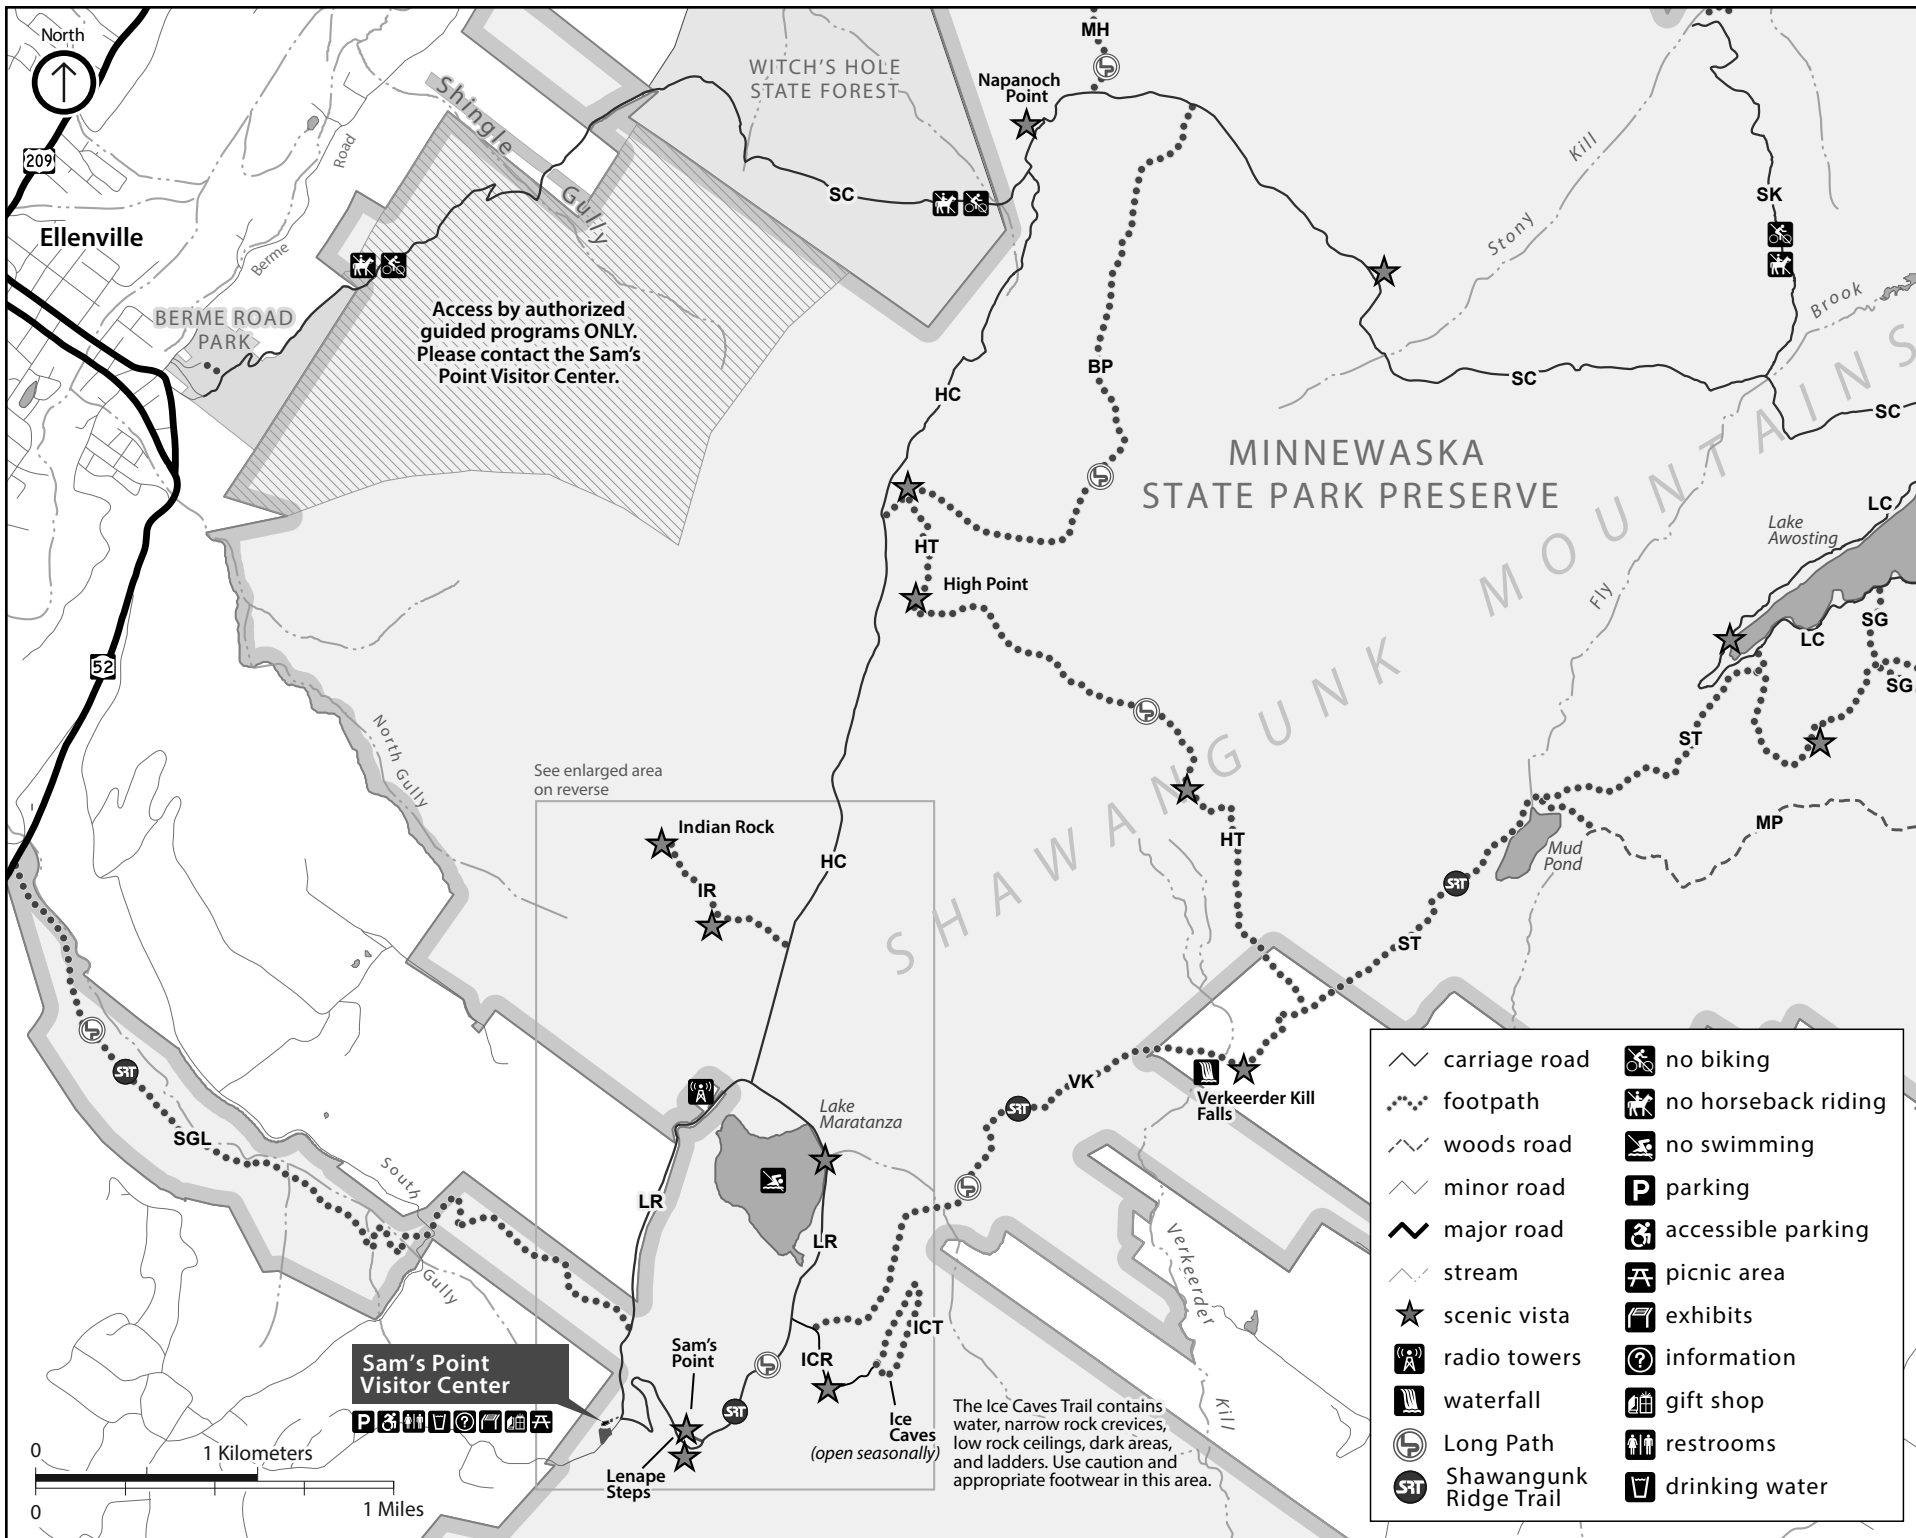 North
209
Ellenville
BERME ROAD
PARK
Berme
Road
Shingle
Gully
WITCH'S HOLE
STATE FOREST
Napanoch
Point
MH
SC
HC
BP
Access by authorized
guided programs ONLY.
Please contact the Sam's
Point Visitor Center.
Stony
Kill
SK
Brook
SC
SC
MINNEWASKA
STATE PARK PRESERVE
SHAWANGUNK MOUNTAINS
Fly
Lake
Awosting
LC
LC
SG
SG
ST
MP
Mud
Pond
HT
High Point
HT
52
North Gully
See enlarged area
on reverse
Indian Rock
IR
HC
SRT
ST
VK
SRT
Verkeerder Kill
Falls
Lake
Maratanza
LR
LR
SRT
SGL
South
Gully
Verkeerder
Kill
ICT
ICR
Sam's
Point
SRT
Lenape
Steps
Ice
Caves
(open seasonally)
The Ice Caves Trail contains
water, narrow rock crevices,
low rock ceilings, dark areas,
and ladders. Use caution and
appropriate footwear in this area.
Sam's Point
Visitor Center
P
?
0
1 Kilometers
0
1 Miles
carriage road
footpath
woods road
minor road
major road
stream
scenic vista
radio towers
waterfall
Long Path
SRT
Shawangunk
Ridge Trail
no biking
no horseback riding
no swimming
P
parking
accessible parking
picnic area
exhibits
?
information
gift shop
restrooms
drinking water